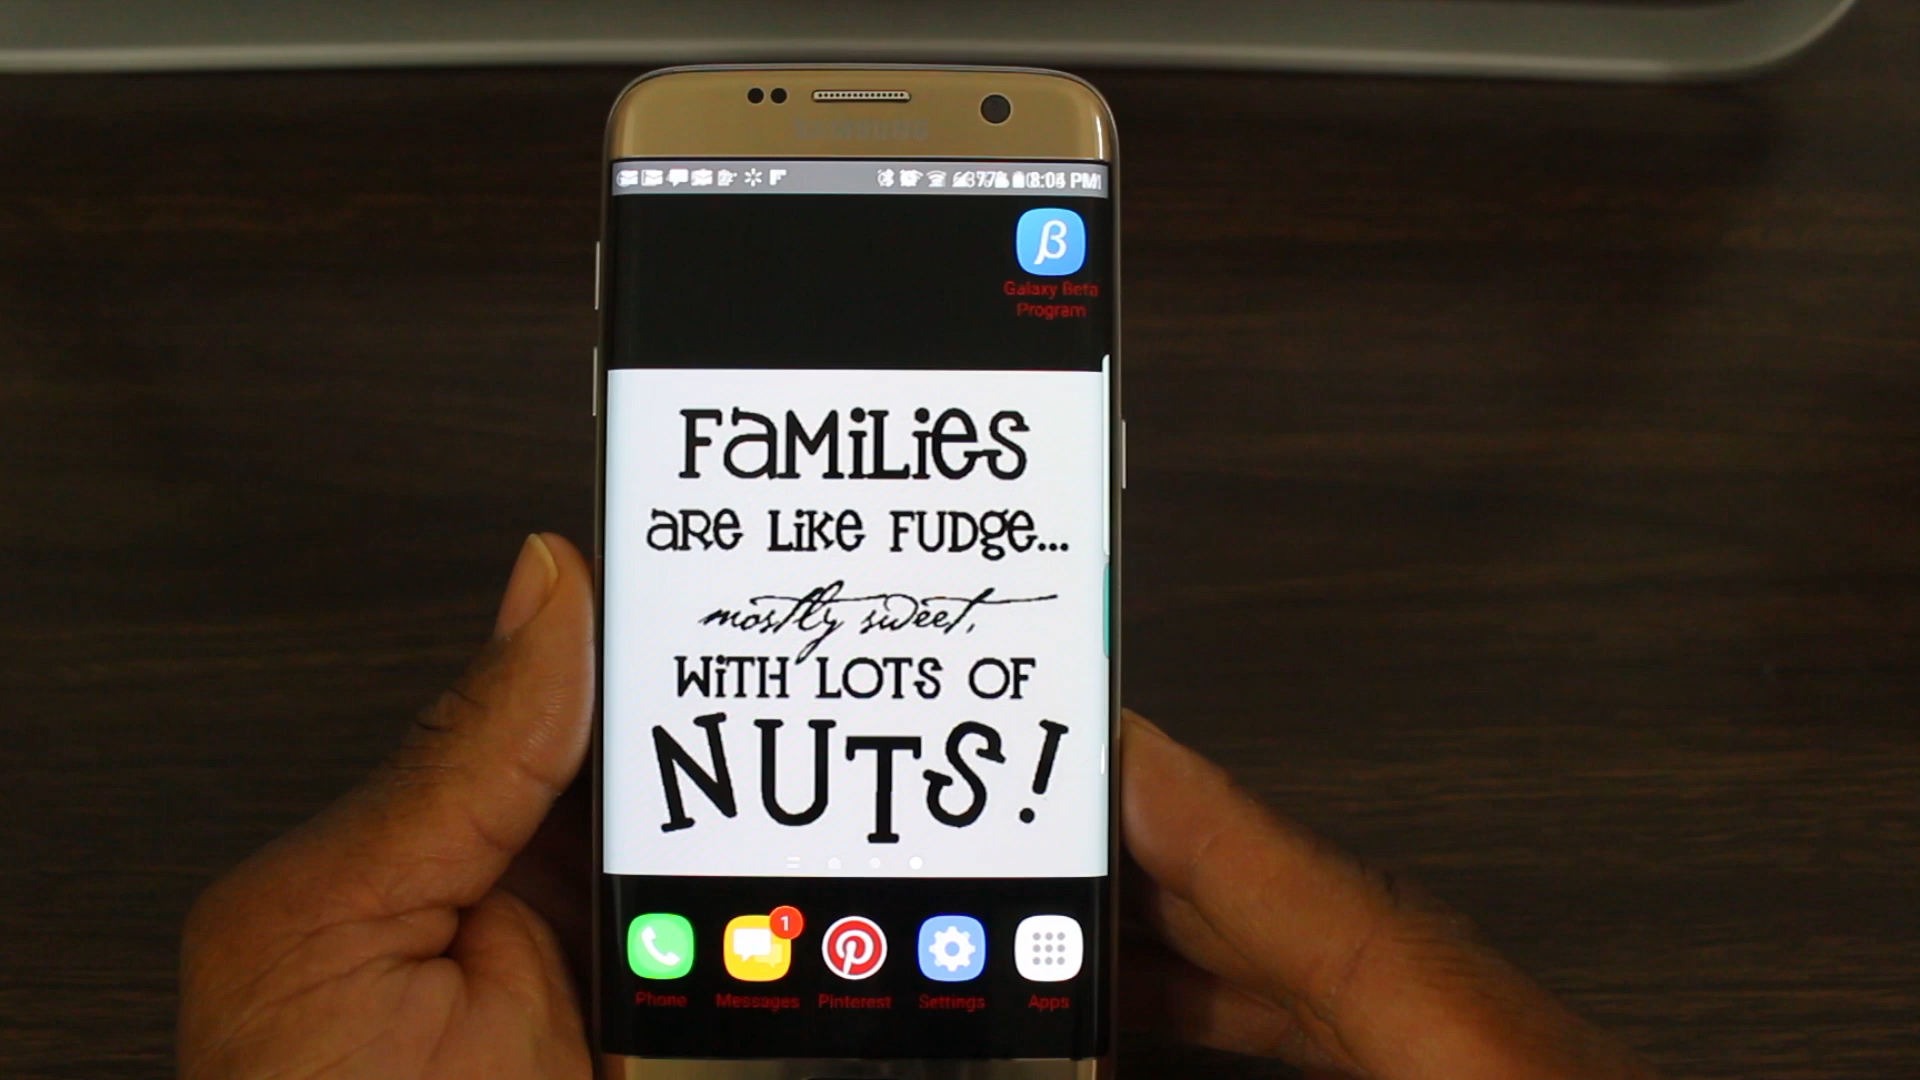 SAMSUNG
Galaxy Beta
Program
FaMiLies
aRe Like FUDge...
mostly sweet,
WiTH LOTS OF
NUTS!
1
Phone
Messages
Pinterest
Settings
Apps